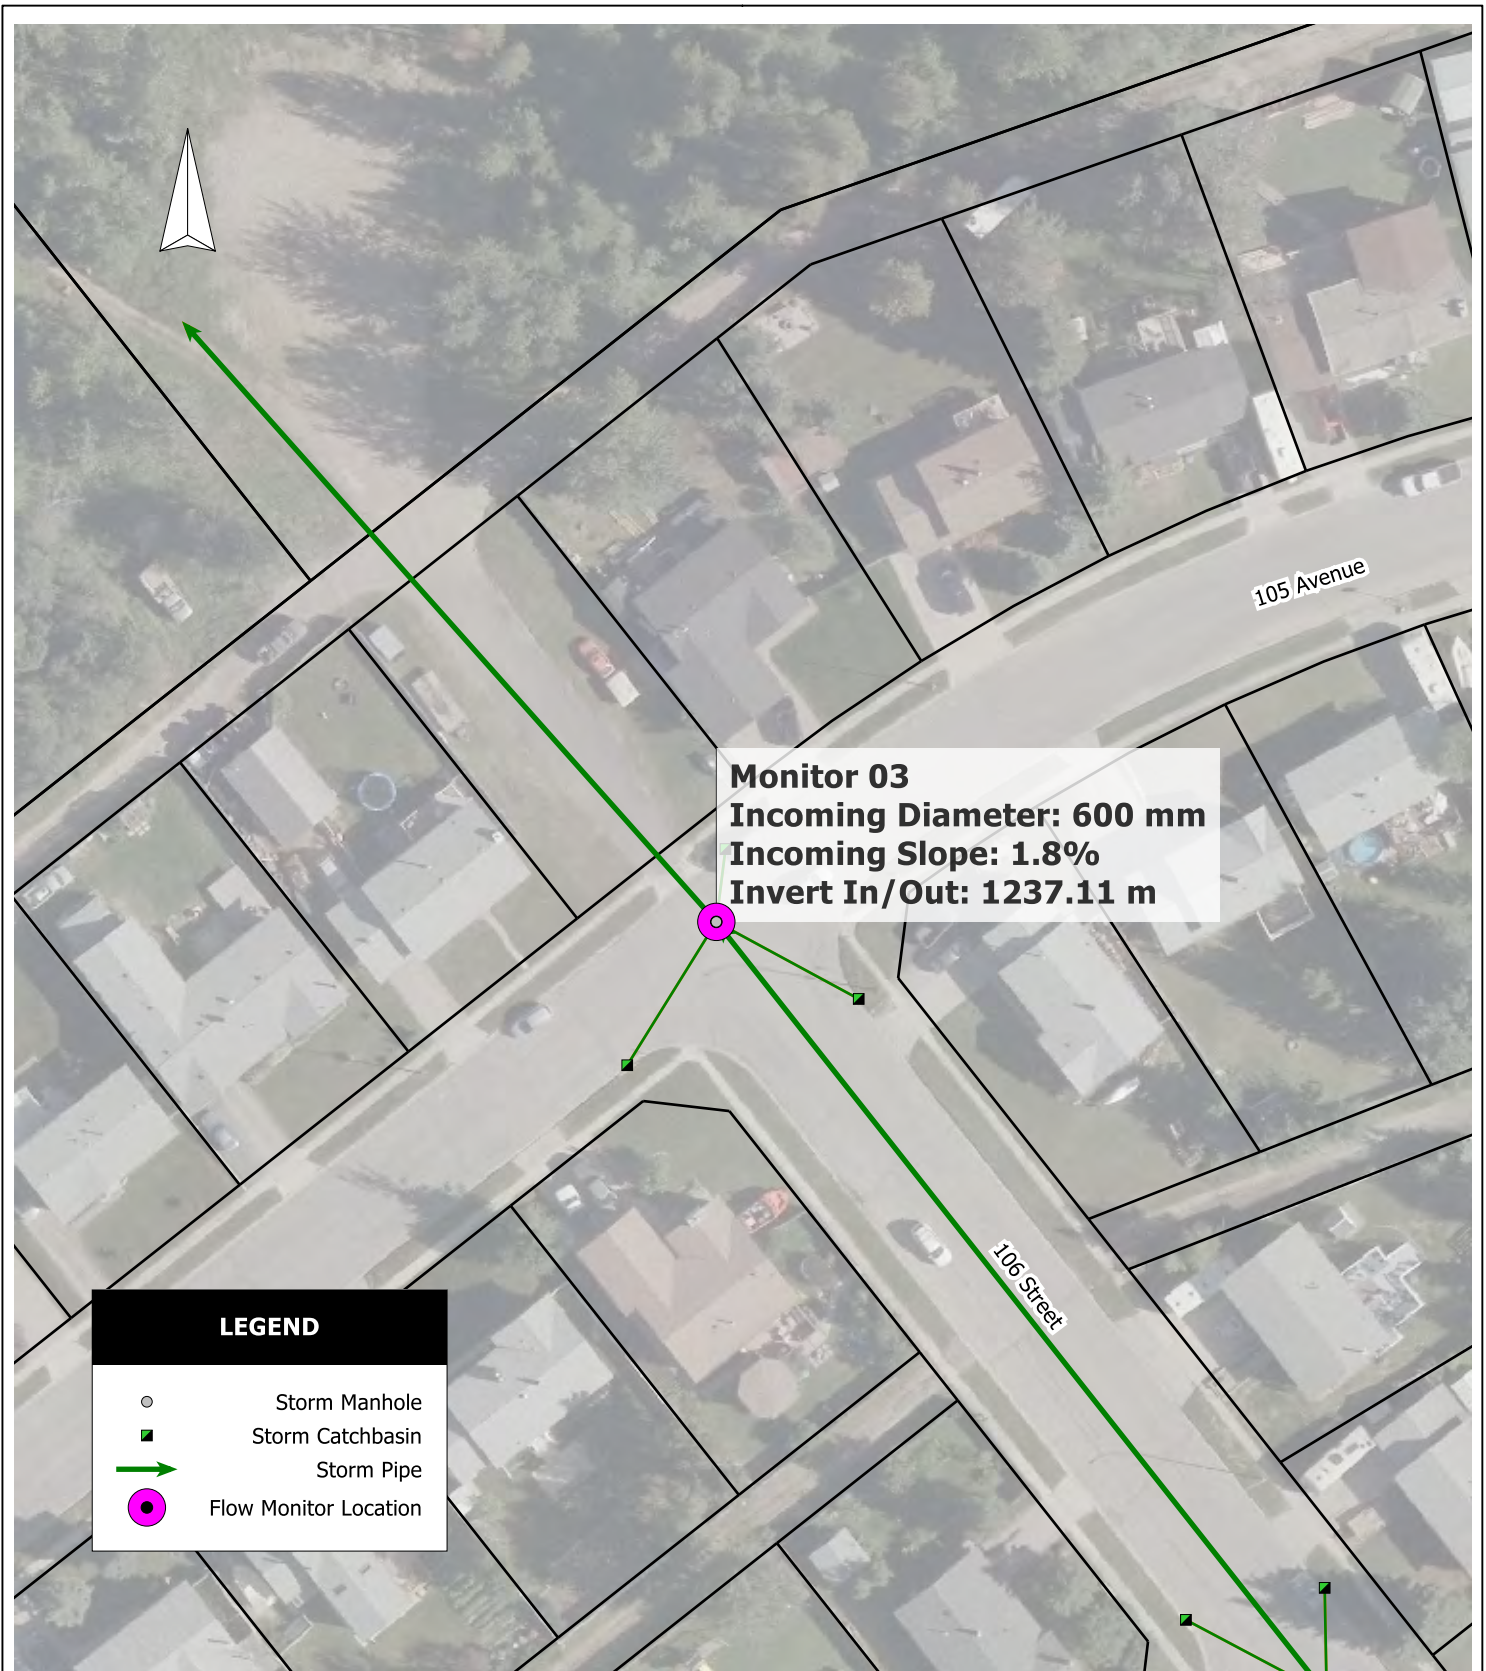 105 Avenue
Monitor 03
Incoming Diameter: 600 mm
Incoming Slope: 1.8%
Invert In/Out: 1237.11 m
106 Street
LEGEND
Storm Manhole
Storm Catchbasin
Storm Pipe
Flow Monitor Location